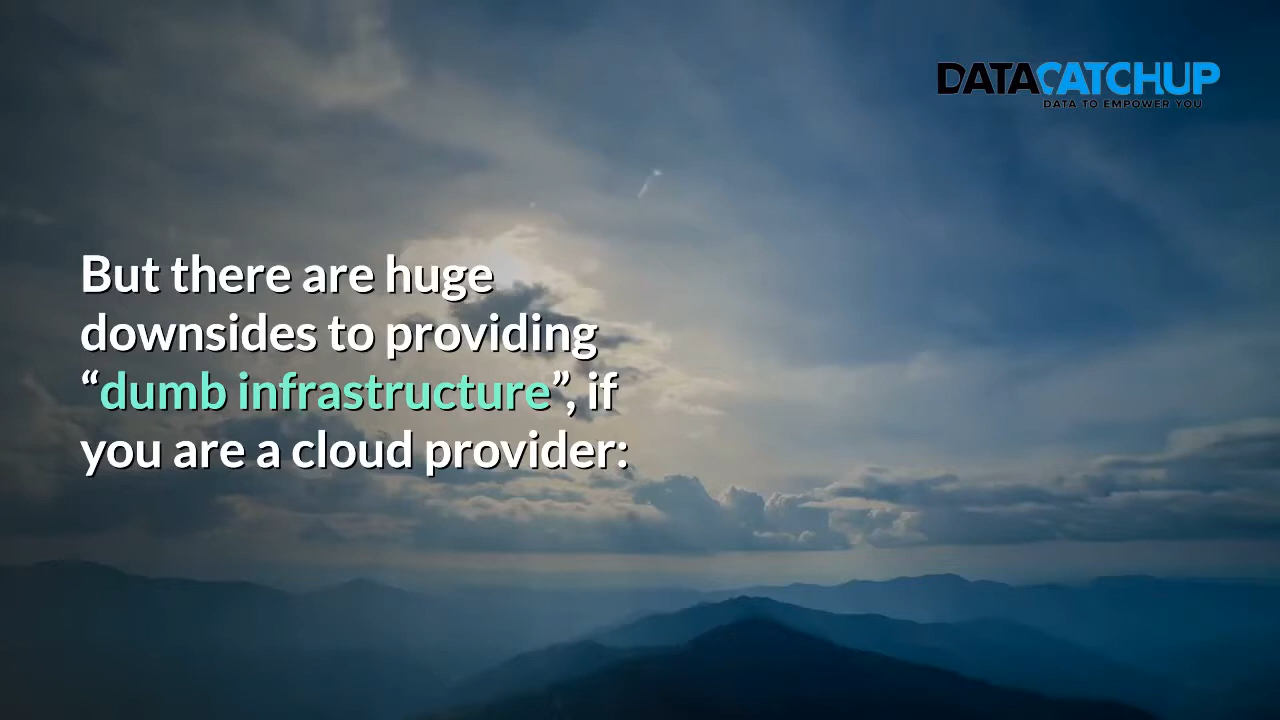 DATACATCHUP
DATA TO EMPOWER YOU
But there are huge
downsides to providing
“dumb infrastructure”, if
you are a cloud provider: